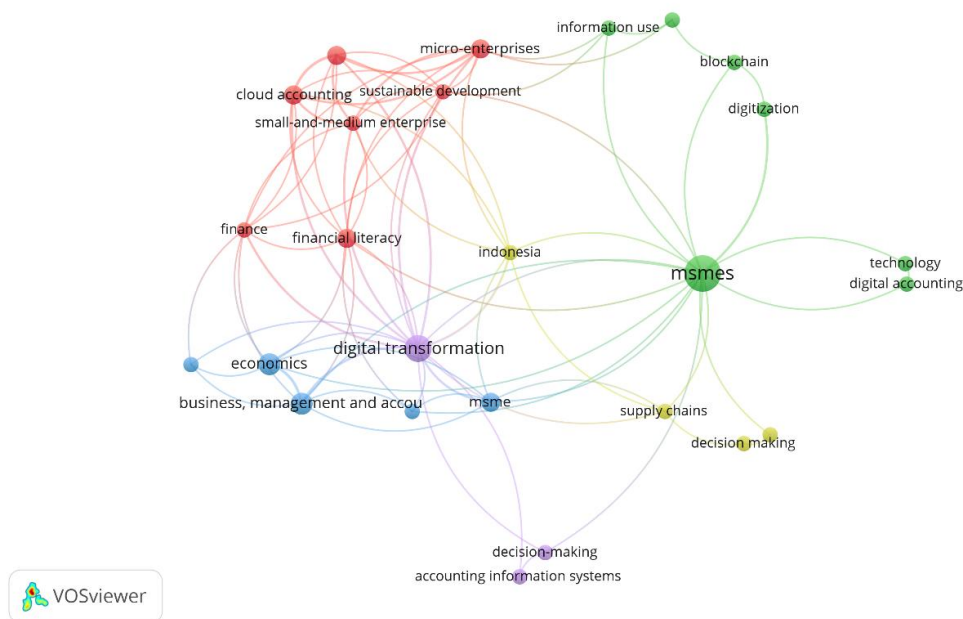 information use
micro-enterprises
blockchain
cloud accounting
sustainable development
digitization
small-and-medium enterprise
finance
financial literacy
indonesia
technology
msmes
digital accounting
digital transformation
economics
business, management and accou
msme
supply chains
decision making
decision-making
accounting information systems
VOSviewer